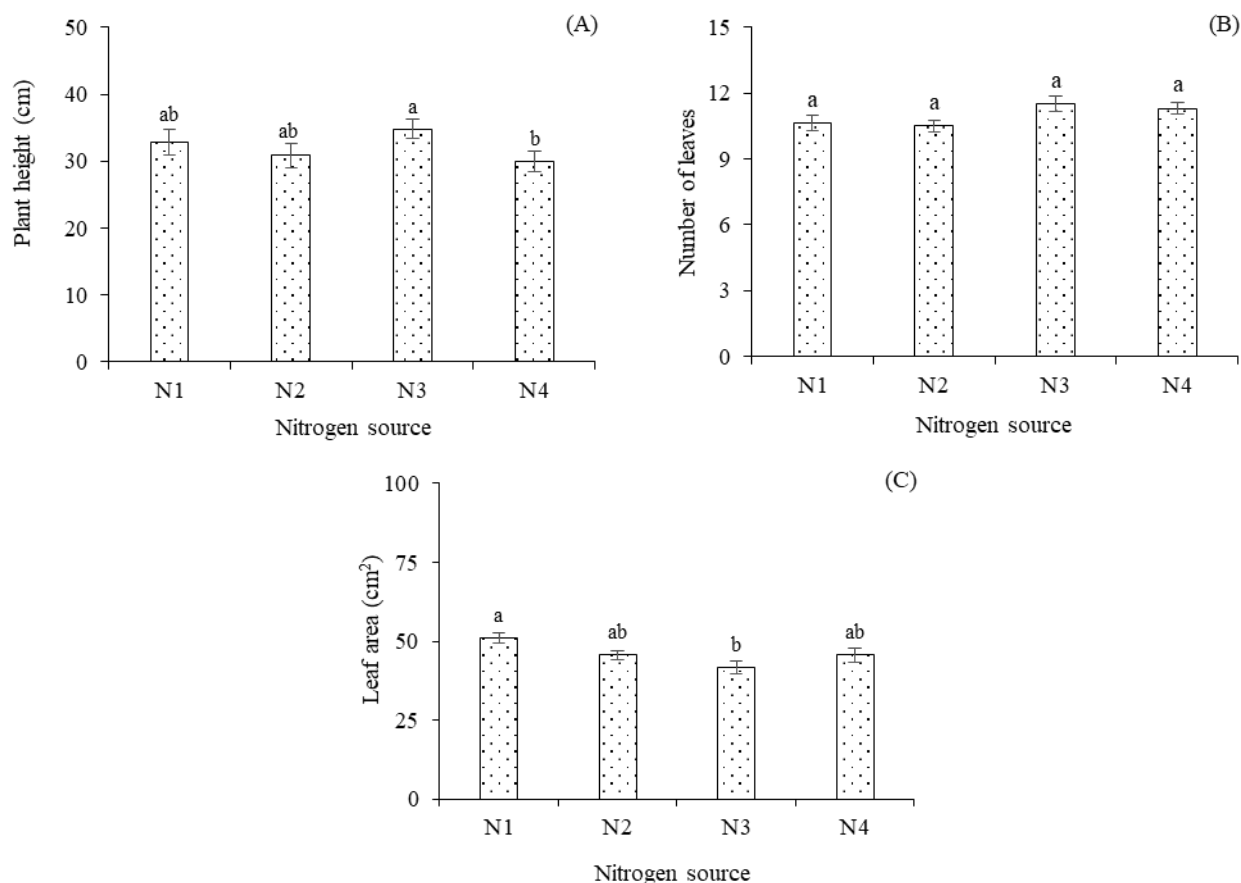 (A)
Plant height (cm)
50
40
30
20
10
0
ab
ab
a
b
N1 N2 N3 N4
Nitrogen source
(B)
Number of leaves
15
12
9
6
3
0
a
a
a
a
N1 N2 N3 N4
Nitrogen source
(C)
Leaf area (cm²)
100
75
50
25
0
a
ab
b
ab
N1 N2 N3 N4
Nitrogen source